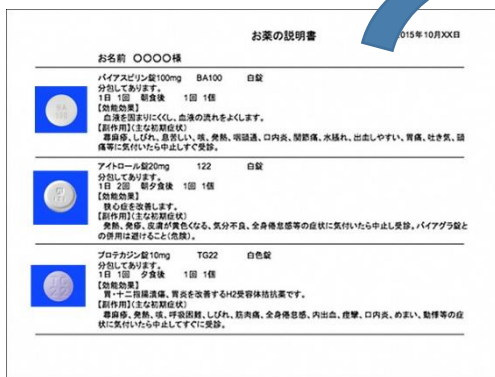 お薬の説明書
015年10月XX日
お名前 〇〇〇〇様
バイアスピリン錠100mg BA100 白錠
分包してあります。
1日 1回 朝食後 1回 1個
【効能効果】
血液を固まりにくくし、血液の流れをよくします。
【副作用】(主な初期症状)
蕁麻疹、しびれ、息苦しい、咳、発熱、咽頭通、口内炎、関節痛、水膨れ、出血しやすい、胃痛、吐き気、頭
痛等に気付いたら中止しすぐ受診。
アイトロール錠20mg 122 白錠
分包してあります。
1日 2回 朝夕食後 1回 1個
【効能効果】
狭心症を改善します。
【副作用】(主な初期症状)
発熱、発疹、皮膚が黄色くなる、気分不良、全身倦怠感等の症状に気付いたら中止し受診。バイアグラ錠と
の併用は避けること(危険)。
プロテカジン錠10mg TG22 白色錠
分包してあります。
1日 1回 夕食後 1回 1個
【効能効果】
胃・十二指腸潰瘍、胃炎を改善するH2受容体拮抗薬です。
【副作用】(主な初期症状)
蕁麻疹、発熱、咳、呼吸困難、しびれ、筋肉痛、全身倦怠感、内出血、痙攣、口内炎、めまい、動悸等の症
状に気付いたら中止してすぐに受診。